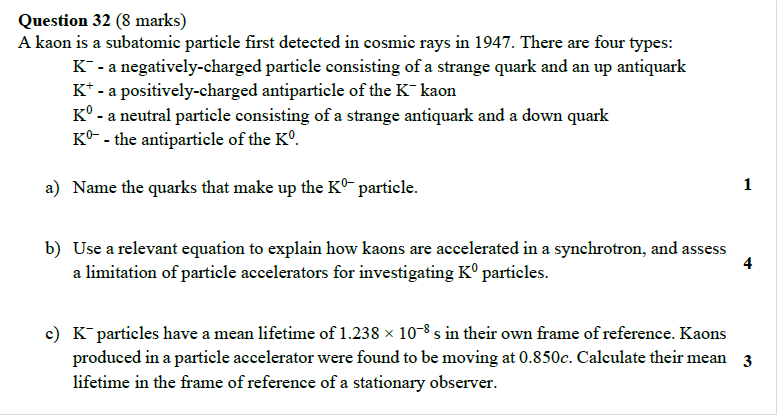 Question 32 (8 marks)
A kaon is a subatomic particle first detected in cosmic rays in 1947. There are four types:
K⁻ - a negatively-charged particle consisting of a strange quark and an up antiquark
K⁺ - a positively-charged antiparticle of the K⁻ kaon
K⁰ - a neutral particle consisting of a strange antiquark and a down quark
K⁰⁻ - the antiparticle of the K⁰.
a) Name the quarks that make up the K⁰⁻ particle. 1
b) Use a relevant equation to explain how kaons are accelerated in a synchrotron, and assess
a limitation of particle accelerators for investigating K⁰ particles. 4
c) K⁻ particles have a mean lifetime of 1.238 × 10⁻⁸ s in their own frame of reference. Kaons
produced in a particle accelerator were found to be moving at 0.850c. Calculate their mean 3
lifetime in the frame of reference of a stationary observer.